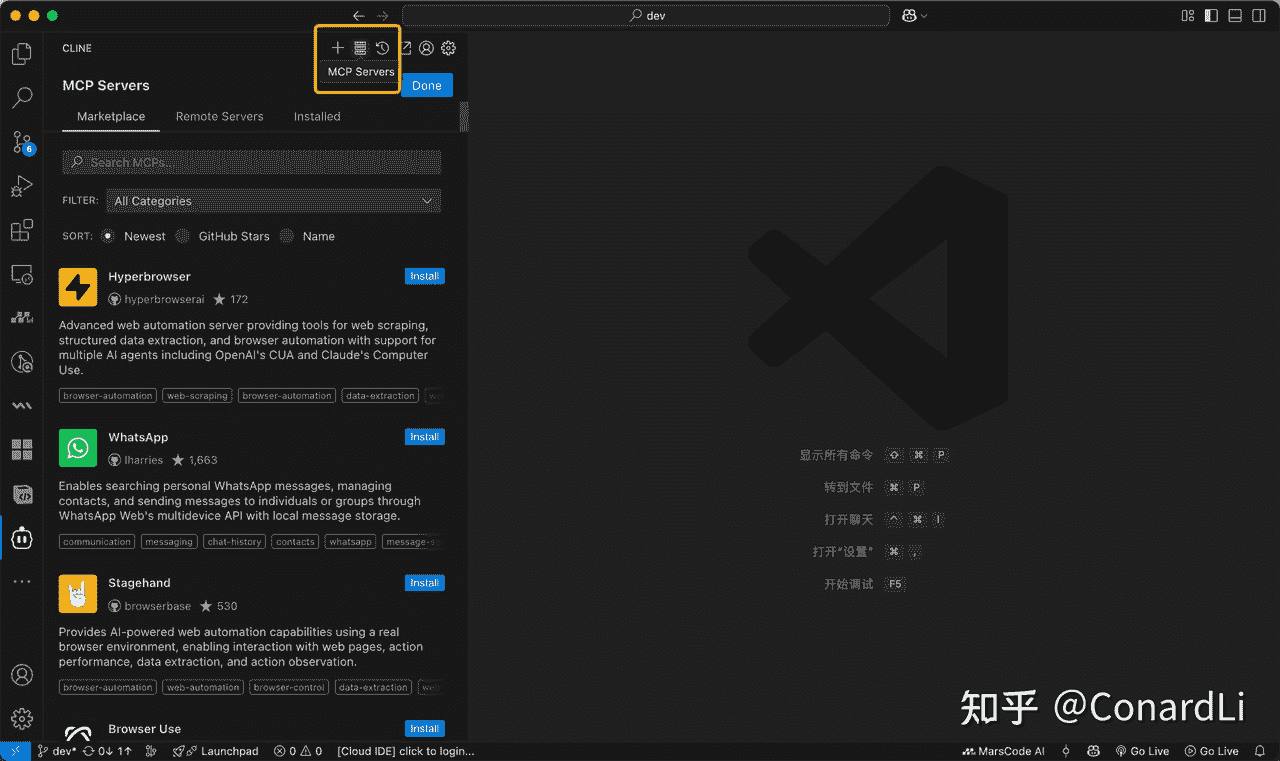 dev
CLINE
MCP Servers
MCP Servers
Done
Marketplace Remote Servers Installed
Search MCPs...
FILTER: All Categories
SORT: Newest GitHub Stars Name
Hyperbrowser Install
hyperbrowserai 172
Advanced web automation server providing tools for web scraping,
structured data extraction, and browser automation with support for
multiple AI agents including OpenAI's CUA and Claude's Computer
Use.
browser-automation web-scraping browser-automation data-extraction
WhatsApp Install
lharries 1,663
Enables searching personal WhatsApp messages, managing
contacts, and sending messages to individuals or groups through
WhatsApp Web's multidevice API with local message storage.
communication messaging chat-history contacts whatsapp
Stagehand Install
browserbase 530
Provides AI-powered web automation capabilities using a real
browser environment, enabling interaction with web pages, action
performance, data extraction, and action observation.
browser-automation web-automation browser-control data-extraction
Browser Use Install
6
显示所有命令 ⇧ ⌘ P
转到文件 ⌘ P
打开聊天 ^ ⌘ I
打开“设置” ⌘ ,
开始调试 F5
知乎 @ConardLi
dev* 0↓ 1↑ Launchpad 0 0 [Cloud IDE] click to login... MarsCode AI Go Live Go Live